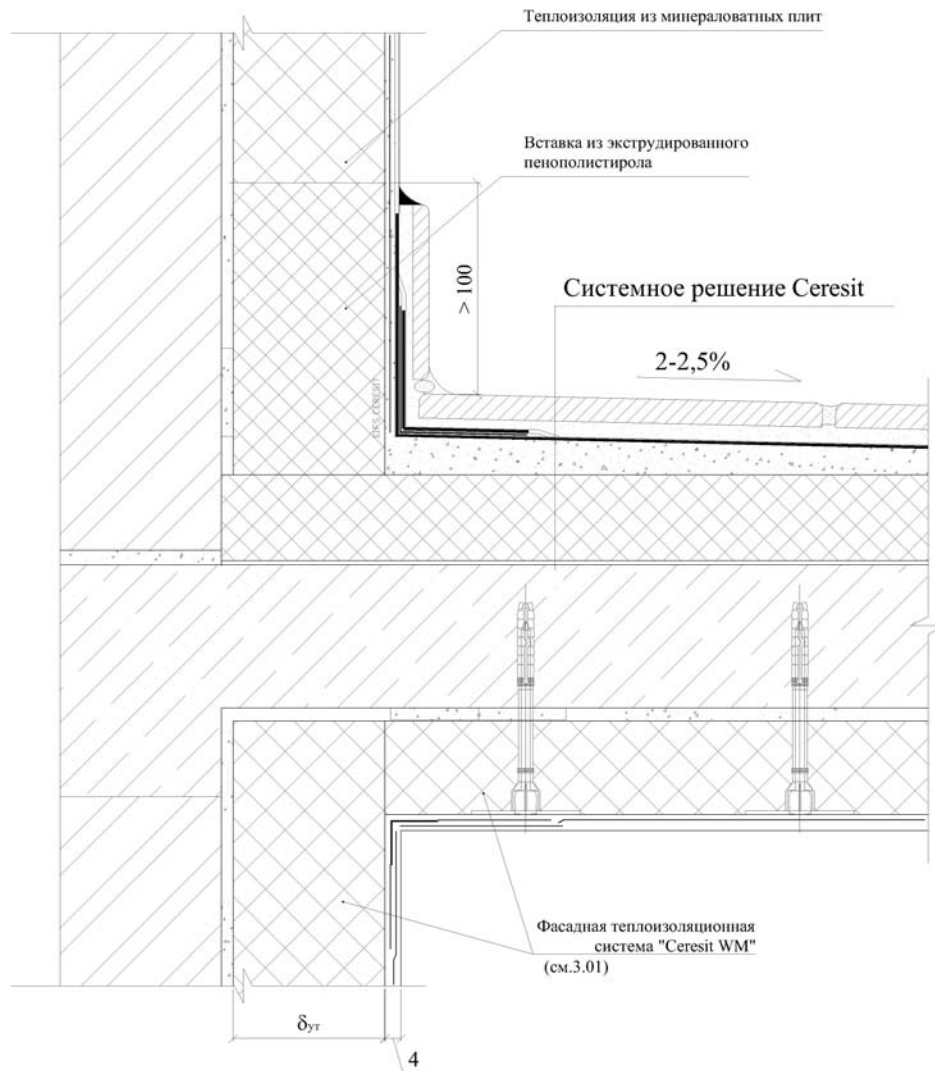 Теплоизоляция из минераловатных плит
Вставка из экструдированного
пенополистирола
> 100
Системное решение Ceresit
2-2,5%
Фасадная теплоизоляционная
система "Ceresit WM"
(см.3.01)
δут
4